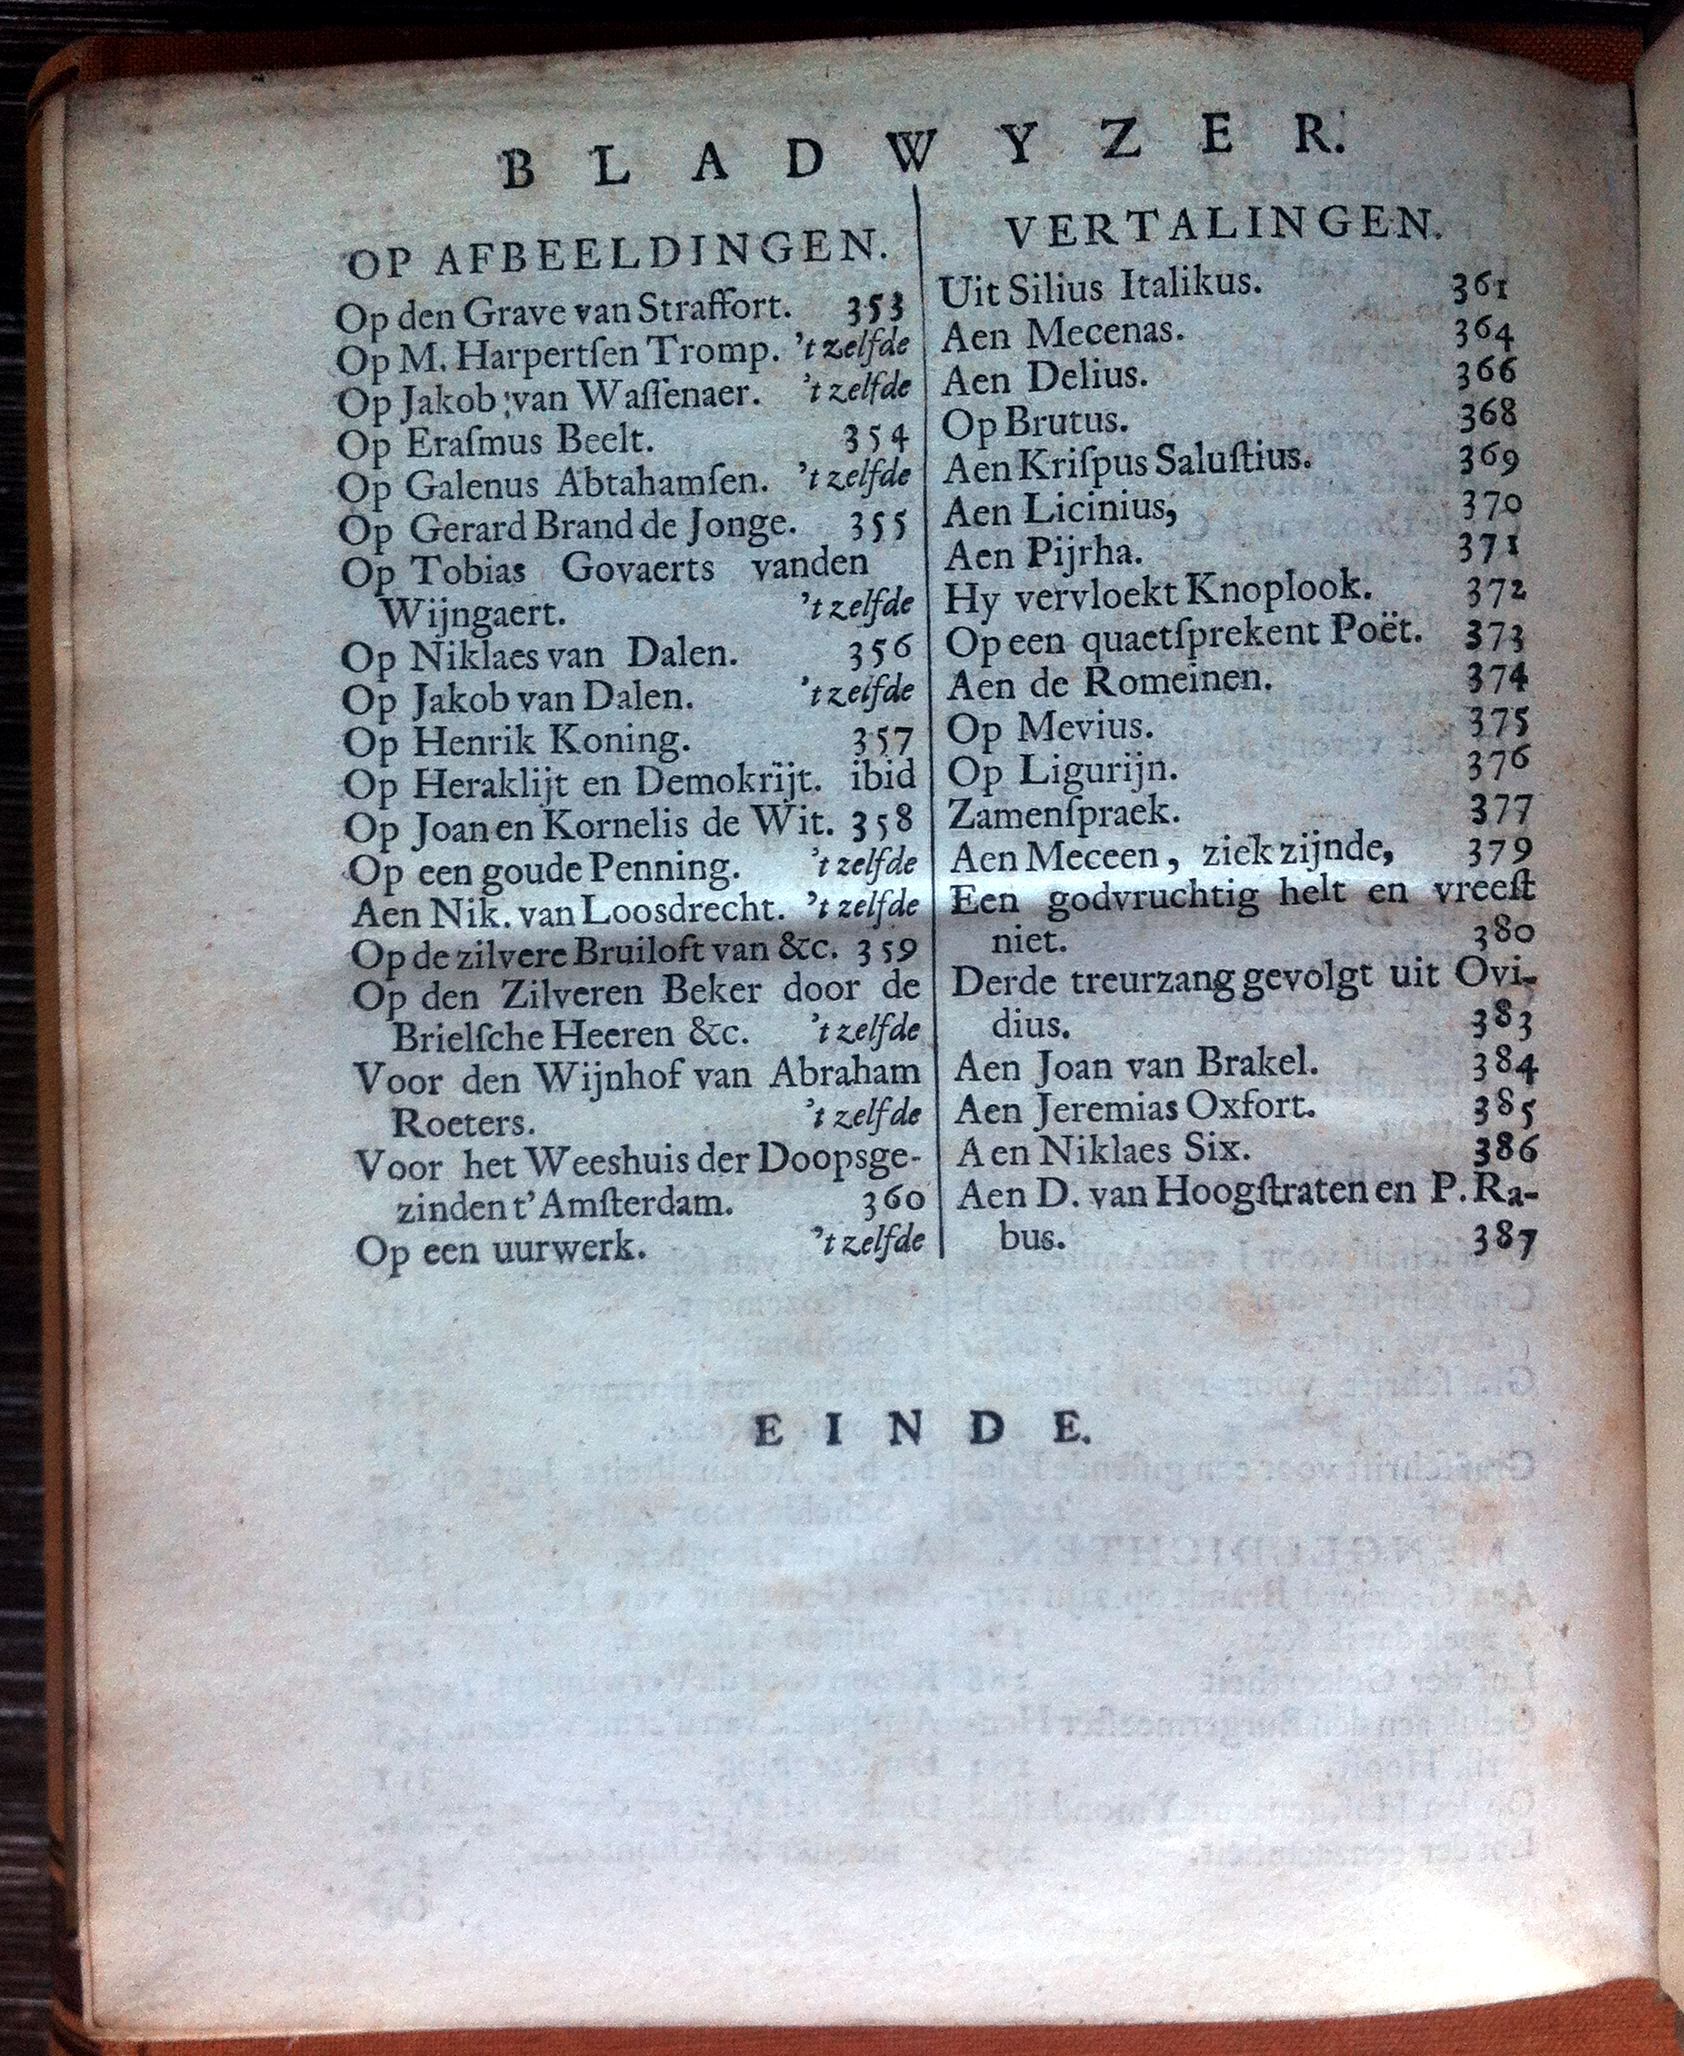 BLADWYZER.
OP AFBEELDINGEN.
Op den Grave van Straffort. 353
Op M. Harpertſen Tromp. 't zelfde
Op Jakob van Waſſenaer. 't zelfde
Op Eraſmus Beelt. 354
Op Galenus Abtahamſen. 't zelfde
Op Gerard Brand de Jonge. 355
Op Tobias Govaerts vanden
Wijngaert. 't zelfde
Op Niklaes van Dalen. 356
Op Jakob van Dalen. 't zelfde
Op Henrik Koning. 357
Op Heraklijt en Demokrijt. ibid
Op Joan en Kornelis de Wit. 358
Op een goude Penning. 't zelfde
Aen Nik. van Loosdrecht. 't zelfde
Op de zilvere Bruiloft van &c. 359
Op den Zilveren Beker door de
Brielſche Heeren &c. 't zelfde
Voor den Wijnhof van Abraham
Roeters. 't zelfde
Voor het Weeshuis der Doopsge-
zinden t' Amſterdam. 360
Op een uurwerk. 't zelfde
VERTALINGEN.
Uit Silius Italikus. 361
Aen Mecenas. 364
Aen Delius. 366
Op Brutus. 368
Aen Kriſpus Saluſtius. 369
Aen Licinius, 370
Aen Pijrha. 371
Hy vervloekt Knoplook. 372
Op een quaetſprekent Poët. 373
Aen de Romeinen. 374
Op Mevius. 375
Op Ligurijn. 376
Zamenſpraek. 377
Aen Meceen, ziek zijnde, 379
Een godvruchtig helt en vreeſt
niet. 380
Derde treurzang gevolgt uit Ovi-
dius. 383
Aen Joan van Brakel. 384
Aen Jeremias Oxfort. 385
Aen Niklaes Six. 386
Aen D. van Hoogſtraten en P. Ra-
bus. 387
EINDE.